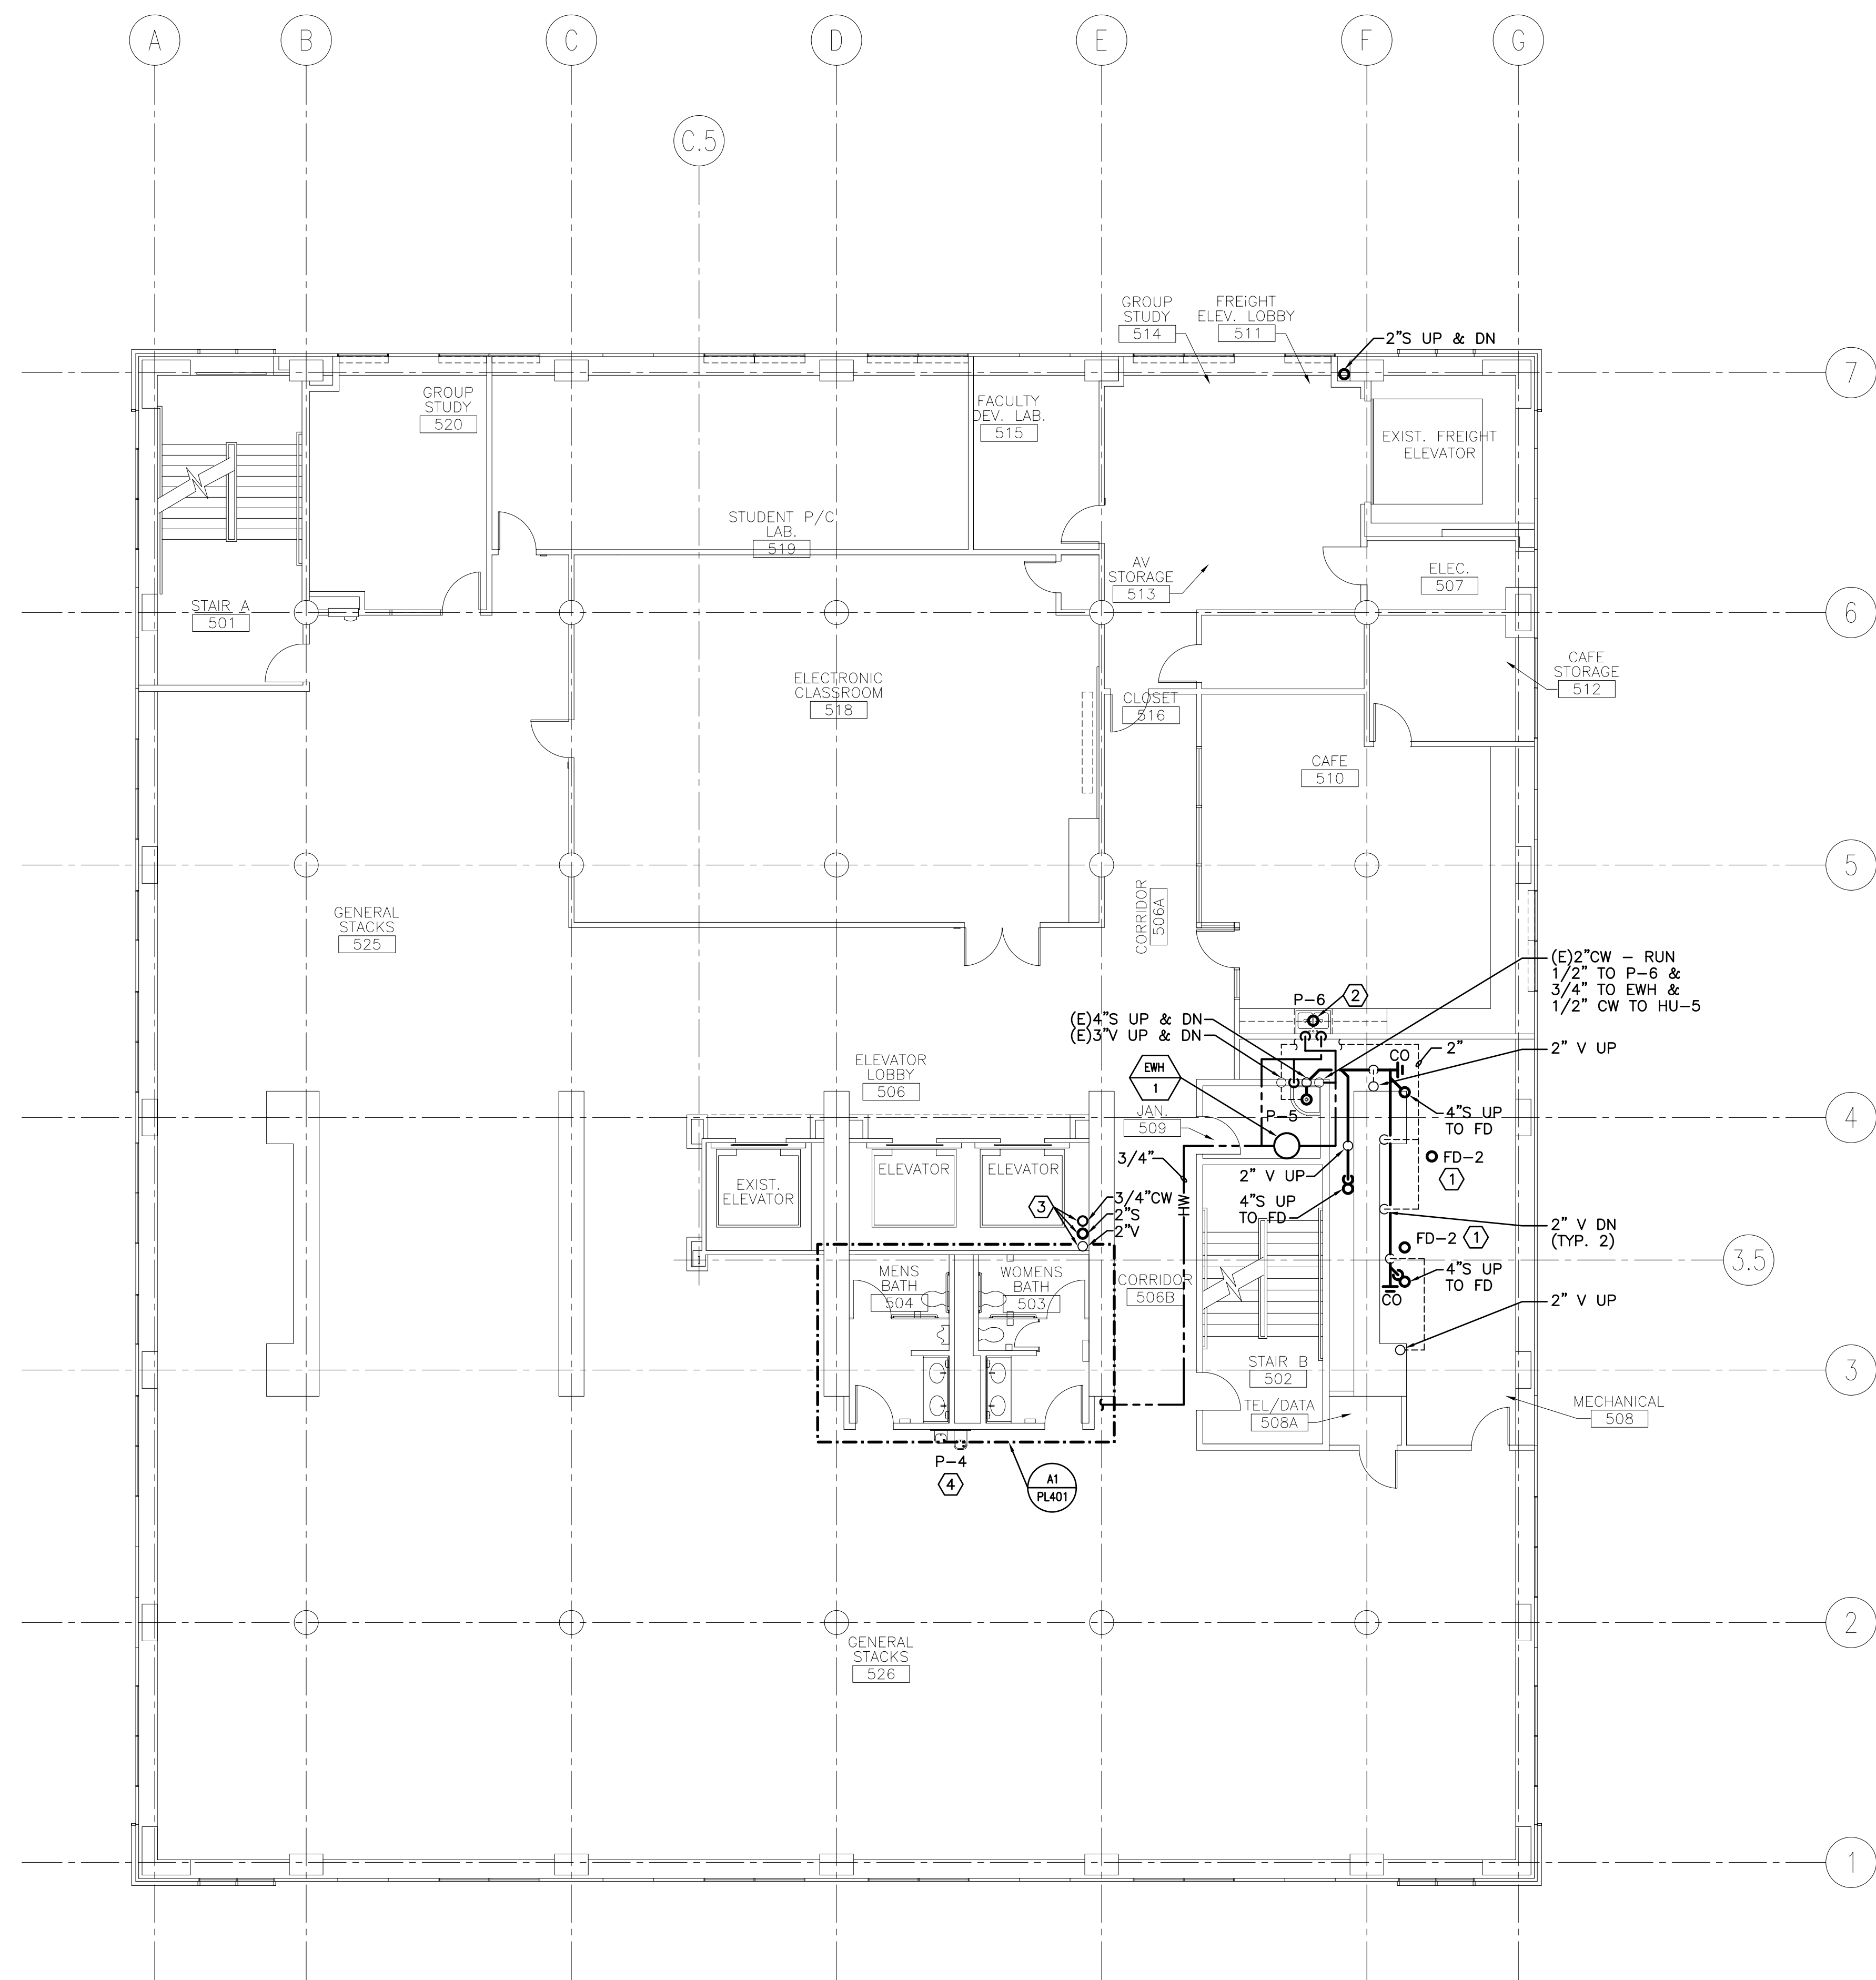 A
B
C
D
E
F
G
C.5
GROUP
STUDY
514
FREIGHT
ELEV. LOBBY
511
2"S UP & DN
7
GROUP
STUDY
520
FACULTY
DEV. LAB.
515
EXIST. FREIGHT
ELEVATOR
STUDENT P/C
LAB.
519
AV
STORAGE
513
ELEC.
507
STAIR A
501
6
CAFE
STORAGE
512
ELECTRONIC
CLASSROOM
518
CLOSET
516
CAFE
510
5
CORRIDOR
506A
GENERAL
STACKS
525
(E)2"CW - RUN
1/2" TO P-6 &
3/4" TO EWH &
1/2" CW TO HU-5
P-6
2
(E)4"S UP & DN
(E)3"V UP & DN
2"
2" V UP
CO
ELEVATOR
LOBBY
506
EWH
1
JAN.
509
P-5
4"S UP
TO FD
4
3/4"
ELEVATOR
ELEVATOR
EXIST.
ELEVATOR
FD-2
1
2" V UP
4"S UP
TO FD
HW
3
3/4"CW
2"S
2"V
2" V DN
(TYP. 2)
FD-2
1
3.5
MENS
BATH
504
WOMENS
BATH
503
CORRIDOR
506B
4"S UP
TO FD
CO
2" V UP
STAIR B
502
3
TEL/DATA
508A
MECHANICAL
508
P-4
4
A1
PL401
2
GENERAL
STACKS
526
1